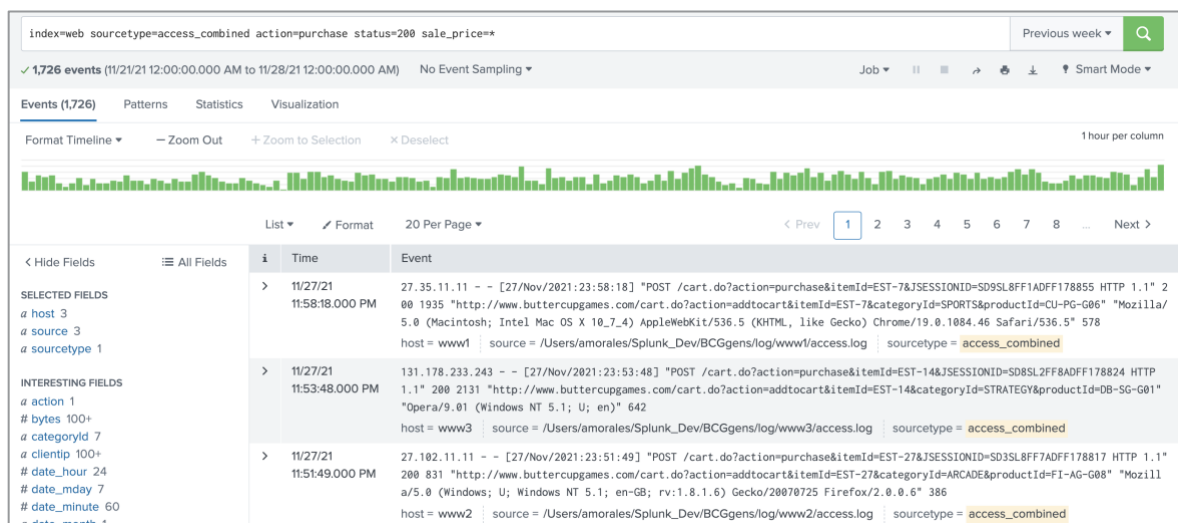 index=web sourcetype=access_combined action=purchase status=200 sale_price=*
Previous week
1,726 events (11/21/21 12:00:00.000 AM to 11/28/21 12:00:00.000 AM) No Event Sampling
Job Smart Mode
Events (1,726) Patterns Statistics Visualization
Format Timeline — Zoom Out + Zoom to Selection × Deselect
1 hour per column
List Format 20 Per Page
< Prev 1 2 3 4 5 6 7 8 ... Next >
< Hide Fields All Fields
SELECTED FIELDS
a host 3
a source 3
a sourcetype 1
INTERESTING FIELDS
a action 1
# bytes 100+
a categoryId 7
a clientip 100+
# date_hour 24
# date_mday 7
# date_minute 60
a date_month 1
i Time Event
> 11/27/21
11:58:18.000 PM
27.35.11.11 - - [27/Nov/2021:23:58:18] "POST /cart.do?action=purchase&itemId=EST-7&JSESSIONID=SD9SL8FF1ADFF178855 HTTP 1.1" 2
00 1935 "http://www.buttercupgames.com/cart.do?action=addtocart&itemId=EST-7&categoryId=SPORTS&productId=CU-PG-G06" "Mozilla/
5.0 (Macintosh; Intel Mac OS X 10_7_4) AppleWebKit/536.5 (KHTML, like Gecko) Chrome/19.0.1084.46 Safari/536.5" 578
host = www1 source = /Users/amorales/Splunk_Dev/BCGgens/log/www1/access.log sourcetype = access_combined
> 11/27/21
11:53:48.000 PM
131.178.233.243 - - [27/Nov/2021:23:53:48] "POST /cart.do?action=purchase&itemId=EST-14&JSESSIONID=SD8SL2FF8ADFF178824 HTTP
1.1" 200 2131 "http://www.buttercupgames.com/cart.do?action=addtocart&itemId=EST-14&categoryId=STRATEGY&productId=DB-SG-G01"
"Opera/9.01 (Windows NT 5.1; U; en)" 642
host = www3 source = /Users/amorales/Splunk_Dev/BCGgens/log/www3/access.log sourcetype = access_combined
> 11/27/21
11:51:49.000 PM
27.102.11.11 - - [27/Nov/2021:23:51:49] "POST /cart.do?action=purchase&itemId=EST-27&JSESSIONID=SD3SL8FF7ADFF178817 HTTP 1.1"
200 831 "http://www.buttercupgames.com/cart.do?action=addtocart&itemId=EST-27&categoryId=ARCADE&productId=FI-AG-G08" "Mozill
a/5.0 (Windows; U; Windows NT 5.1; en-GB; rv:1.8.1.6) Gecko/20070725 Firefox/2.0.0.6" 386
host = www2 source = /Users/amorales/Splunk_Dev/BCGgens/log/www2/access.log sourcetype = access_combined